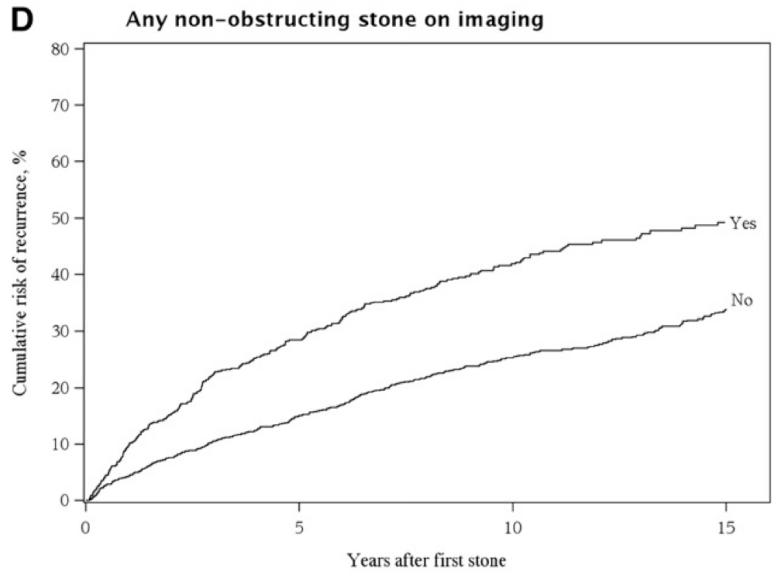 D
Any non-obstructing stone on imaging
Cumulative risk of recurrence, %
80
70
60
50
40
30
20
10
0
Yes
No
0 5 10 15
Years after first stone